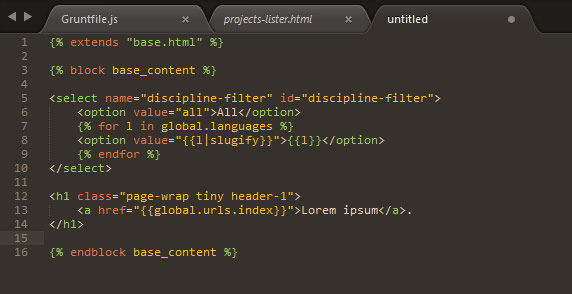 Gruntfile.js × projects-lister.html × untitled
1 {% extends "base.html" %}
2
3 {% block base_content %}
4
5 <select name="discipline-filter" id="discipline-filter">
6     <option value="all">All</option>
7     {% for l in global.languages %}
8     <option value="{{l|slugify}}">{{l}}</option>
9     {% endfor %}
10 </select>
11
12 <h1 class="page-wrap tiny header-1">
13     <a href="{{global.urls.index}}">Lorem ipsum</a>.
14 </h1>
15
16 {% endblock base_content %}